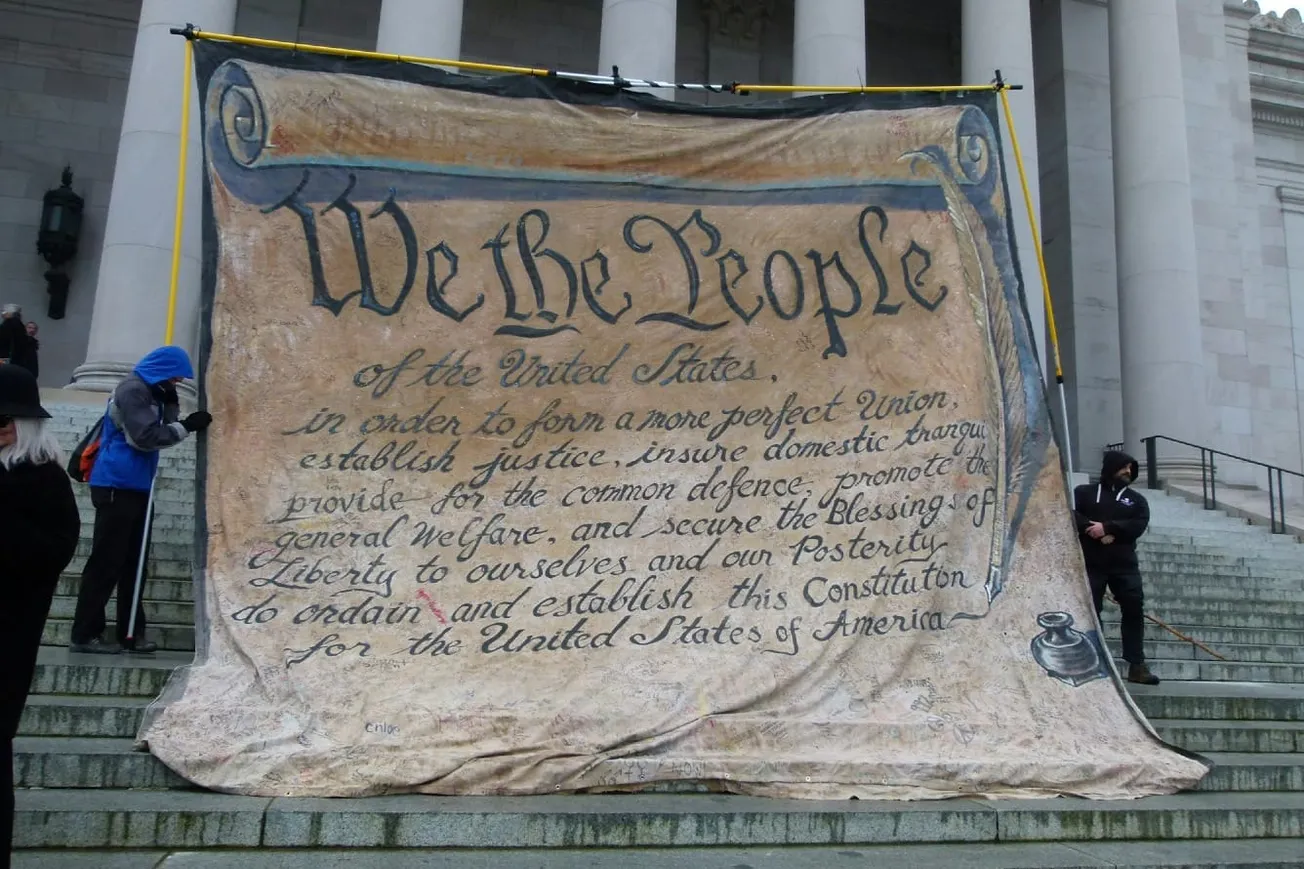 We the People
of the United States,
in order to form a more perfect Union,
establish justice, insure domestic tranqui
provide for the common defence, promote the
general Welfare, and secure the Blessings of
Liberty to ourselves and our Posterity
do ordain and establish this Constitution
for the United States of America
Chloe